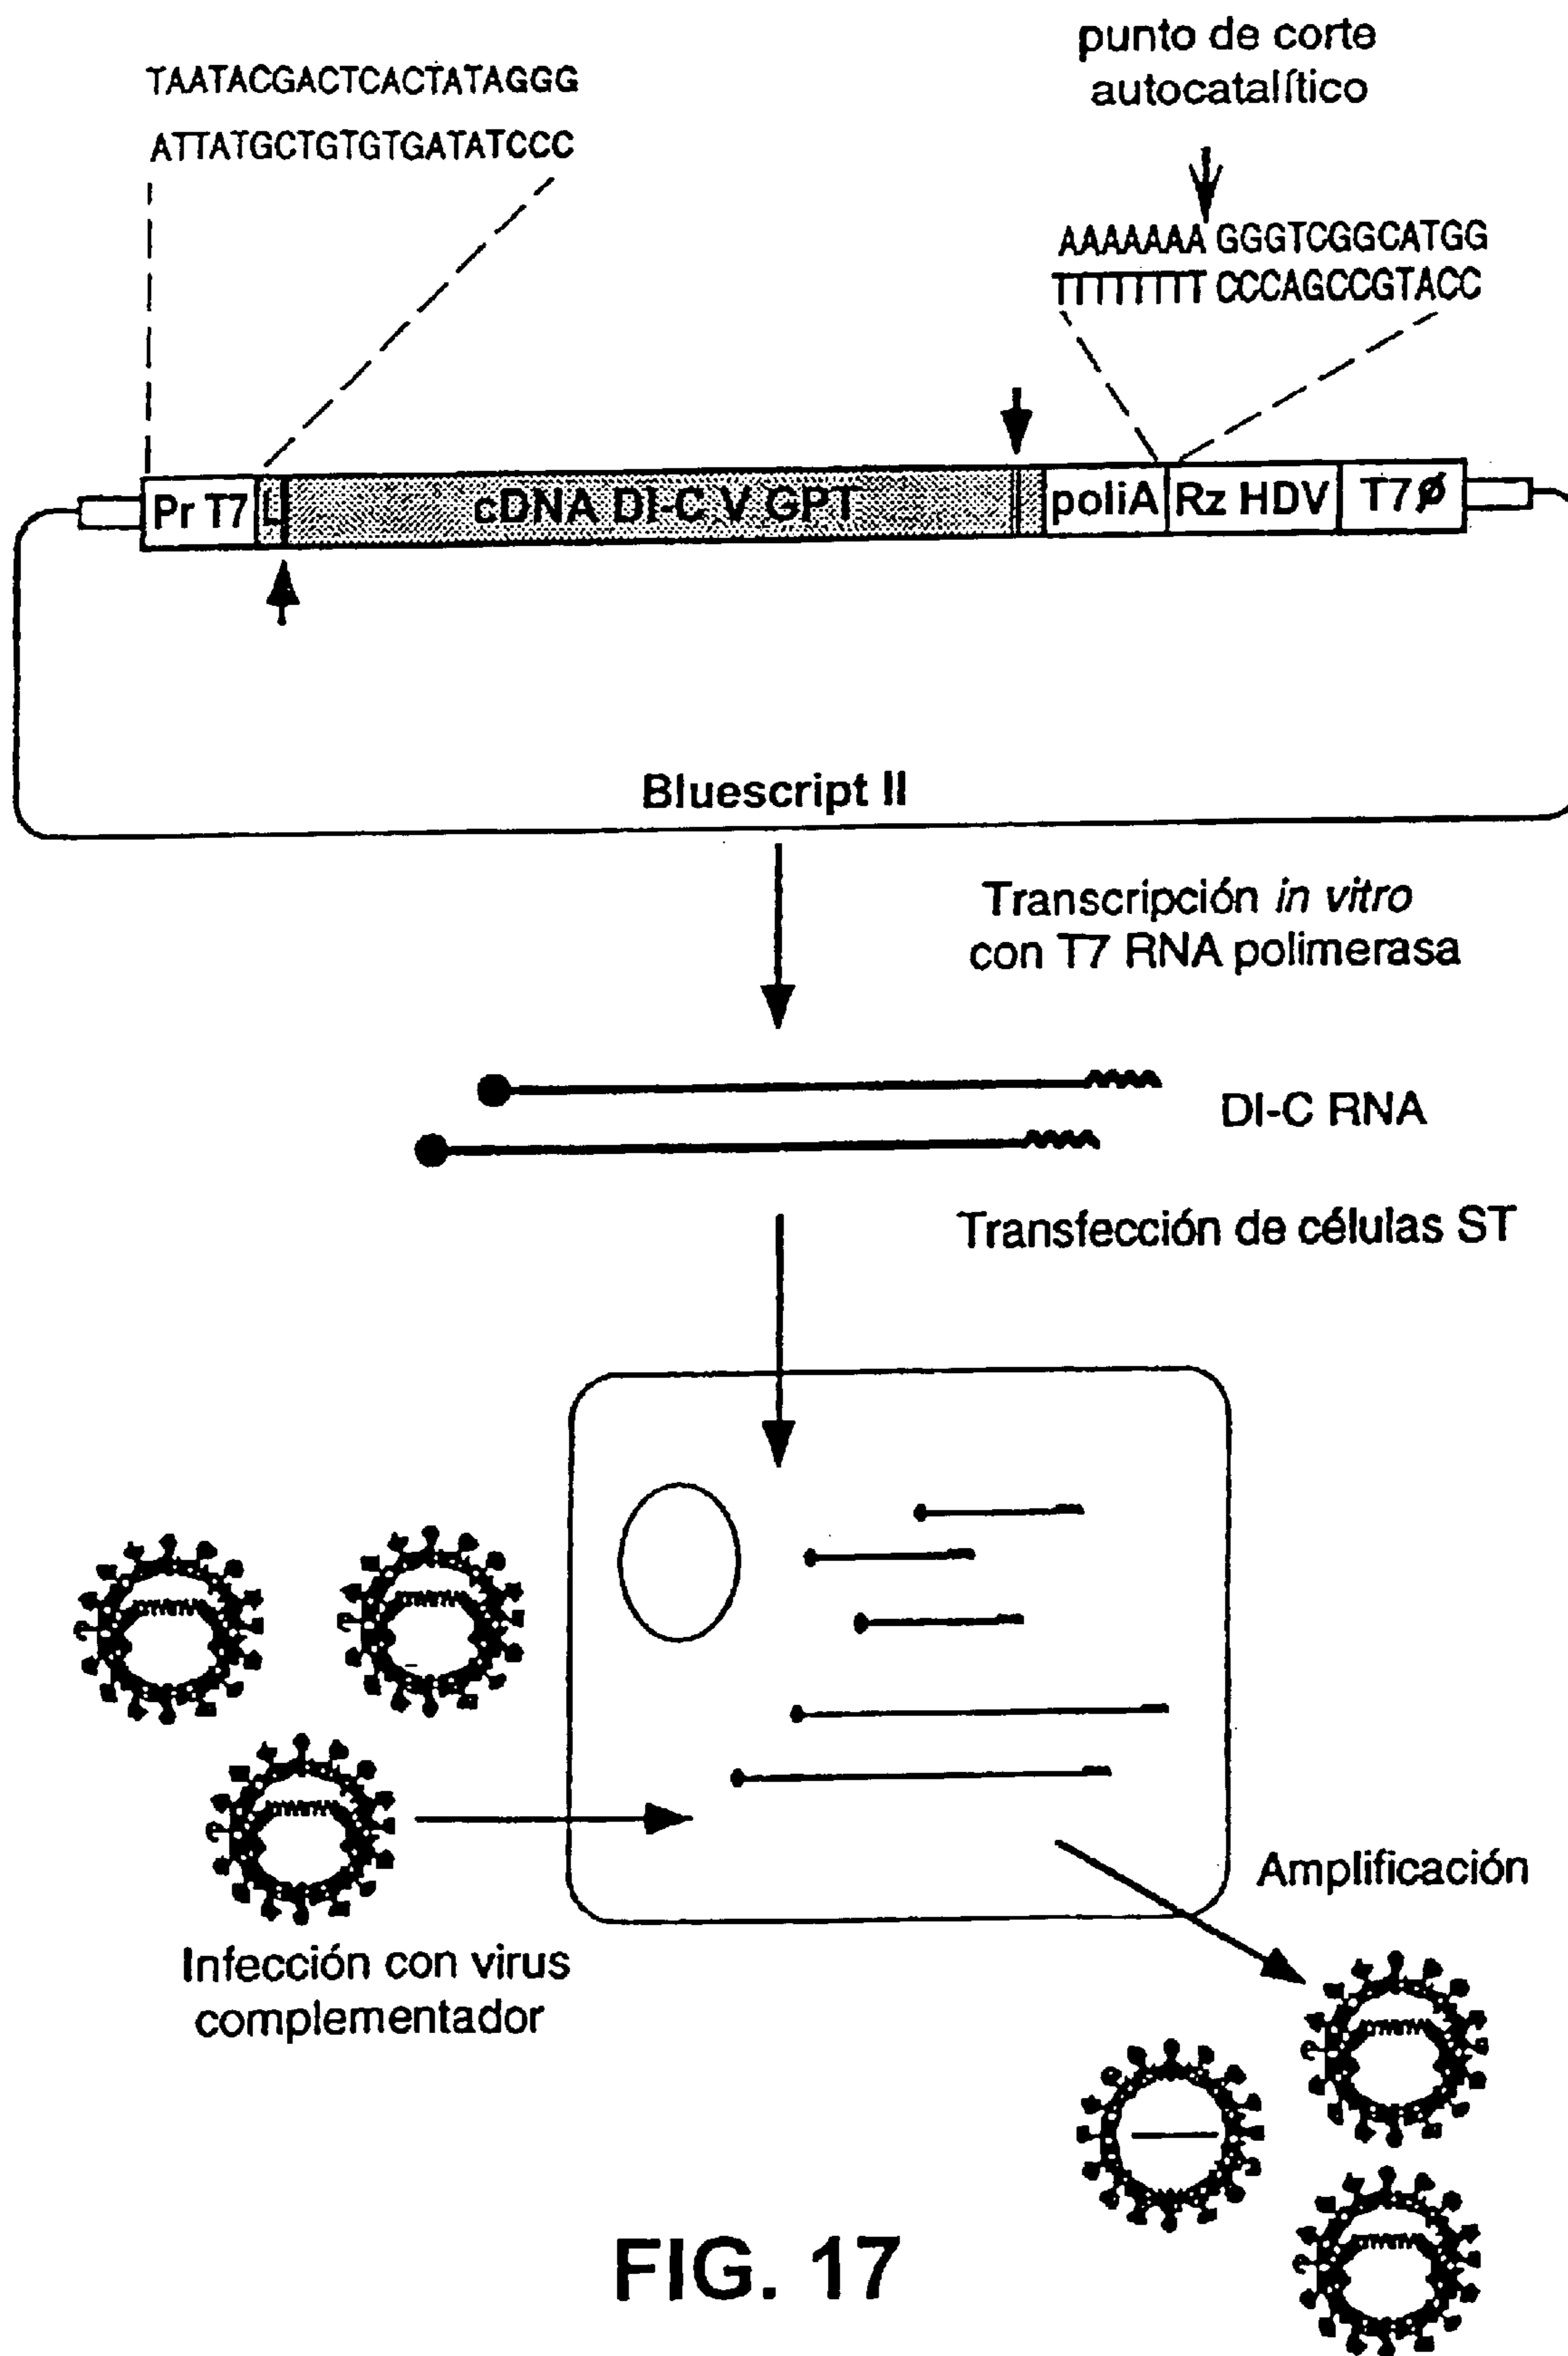 punto de corte
autocatalítico
TAATACGACTCACTATAGGG
ATTATGCTGTGTGATATCCC
AAAAAAA GGGTCGGCATGG
TTTTTTTT CCCAGCCGTACC
Pr T7 L cDNA DI-C V GPT poliA Rz HDV T7ø
Bluescript II
Transcripción in vitro
con T7 RNA polimerasa
DI-C RNA
Transfección de células ST
Amplificación
Infección con virus
complementador
FIG. 17